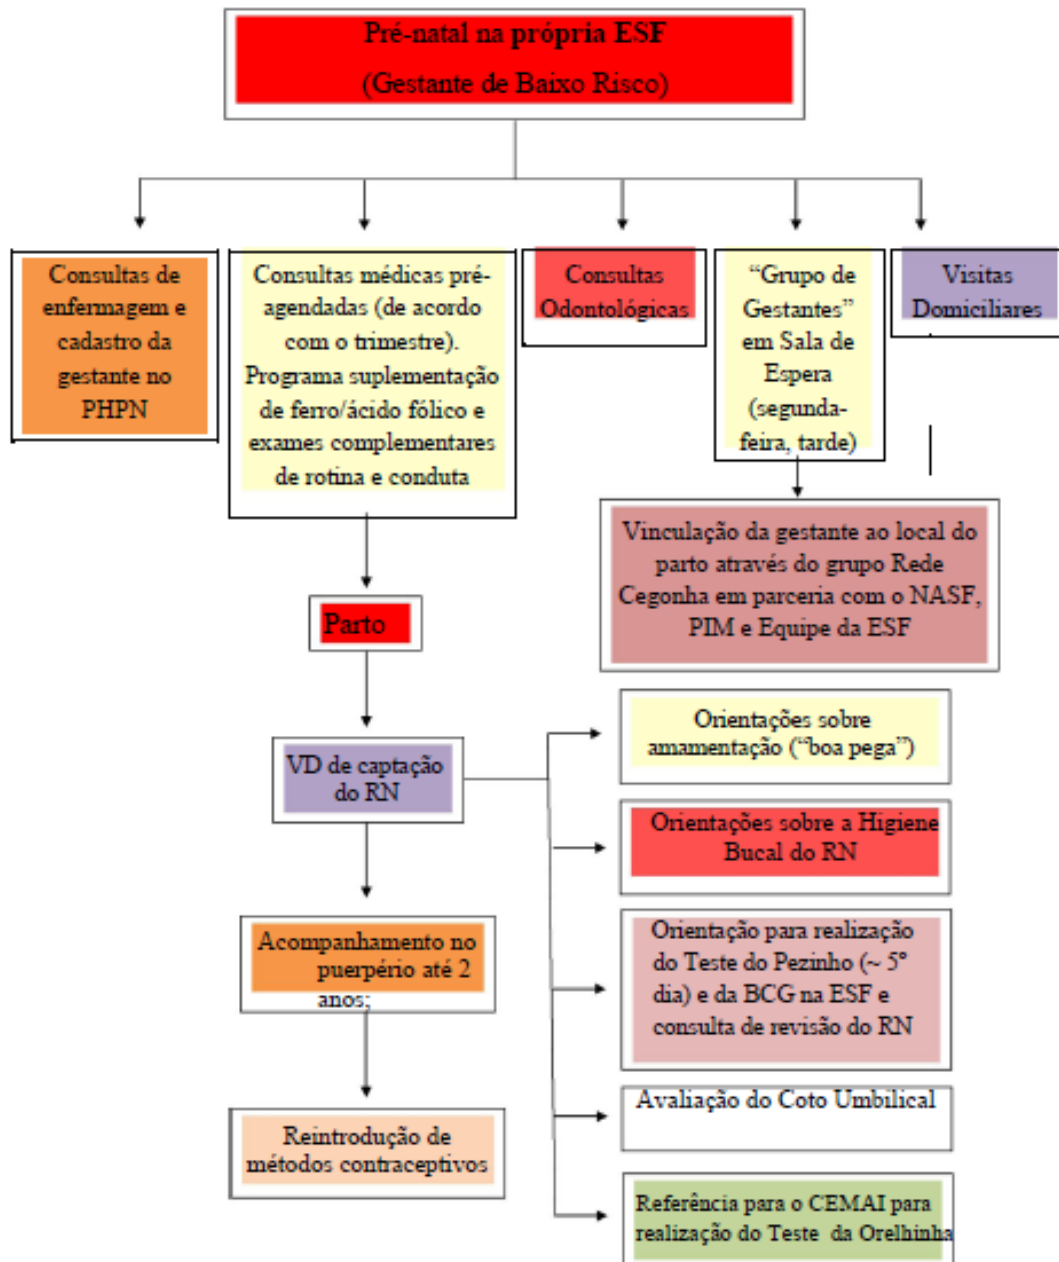 Pré-natal na própria ESF
(Gestante de Baixo Risco)
Consultas de
enfermagem e
cadastro da
gestante no
PHPN
Consultas médicas pré-
agendadas (de acordo
com o trimestre).
Programa suplementação
de ferro/ácido fólico e
exames complementares
de rotina e conduta
Consultas
Odontológicas
“Grupo de
Gestantes”
em Sala de
Espera
(segunda-
feira, tarde)
Visitas
Domiciliares
Vinculação da gestante ao local do
parto através do grupo Rede
Cegonha em parceria com o NASF,
PIM e Equipe da ESF
Parto
VD de captação
do RN
Orientações sobre
amamentação (“boa pega”)
Orientações sobre a Higiene
Bucal do RN
Orientação para realização
do Teste do Pezinho (~ 5º
dia) e da BCG na ESF e
consulta de revisão do RN
Avaliação do Coto Umbilical
Referência para o CEMAI para
realização do Teste da Orelhinha
Acompanhamento no
puerpério até 2
anos;
Reintrodução de
métodos contraceptivos